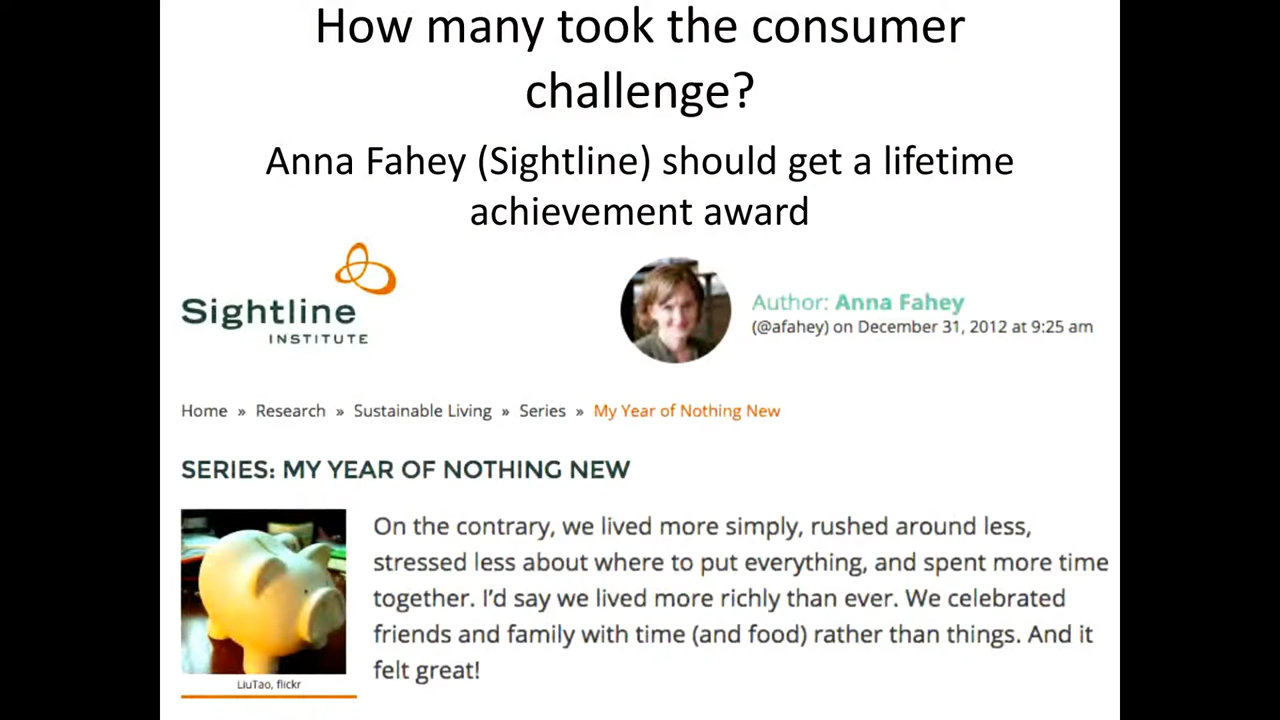 How many took the consumer
challenge?
Anna Fahey (Sightline) should get a lifetime
achievement award
Sightline
INSTITUTE
Author: Anna Fahey
(@afahey) on December 31, 2012 at 9:25 am
Home » Research » Sustainable Living » Series » My Year of Nothing New
SERIES: MY YEAR OF NOTHING NEW
On the contrary, we lived more simply, rushed around less,
stressed less about where to put everything, and spent more time
together. I'd say we lived more richly than ever. We celebrated
friends and family with time (and food) rather than things. And it
felt great!
LiuTao, flickr